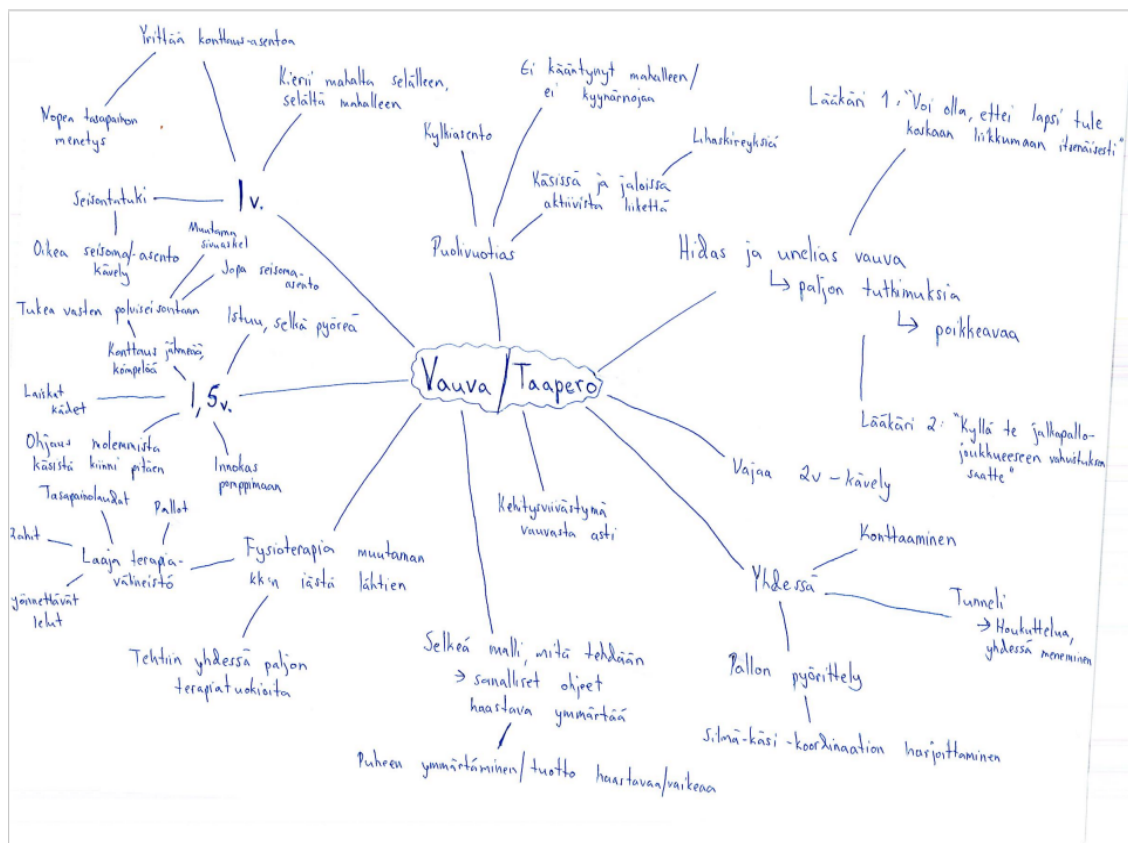 Yrittää konttaus-asentoa
Nopea tasapainon
menetys
Kierii mahalta selälleen,
selältä mahalleen
1v.
Seisontatuki
Oikea seisoma-asento
kävely
Muutama
sivuaskel
Jopa seisoma-
asento
Tukea vasten polviseisontaan
Konttaus jähmeää,
kömpelöä
Istuu, selkä pyöreä
1,5v.
Laiskat
kädet
Ohjaus molemmista
käsistä kiinni pitäen
Innokas
pomppimaan
Ei kääntynyt mahalleen/
ei kyynärnojan
Kylkiasento
Lihaskireyksiä
Käsissä ja jaloissa
aktiivista liikettä
Puolivuotias
Lääkäri 1: "Voi olla, ettei lapsi tule
koskaan liikkumaan itsenäisesti"
Hidas ja unelias vauva
↳ paljon tutkimuksia
↳ poikkeavaa
Lääkäri 2: "Kyllä te jalkapallo-
joukkueeseen vahvistuksen
saatte"
Vauva/Taapero
Vajaa 2v - kävely
Kehitysviivästymä
vauvasta asti
Yhdessä
Konttaaminen
Tunneli
→ Houkuttelua,
yhdessä meneminen
Pallon pyörittely
Silmä-käsi-koordinaation harjoittaminen
Selkeä malli, mitä tehdään
→ sanalliset ohjeet
haastava ymmärtää
Puheen ymmärtäminen/tuotto haastavaa/vaikeaa
Fysioterapia muutaman
kk:n iästä lähtien
Tehtiin yhdessä paljon
terapiatuokioita
Laaja terapia-
välineistö
Tasapainolaudat
Pallot
Rahit
yönnettävät
lelut